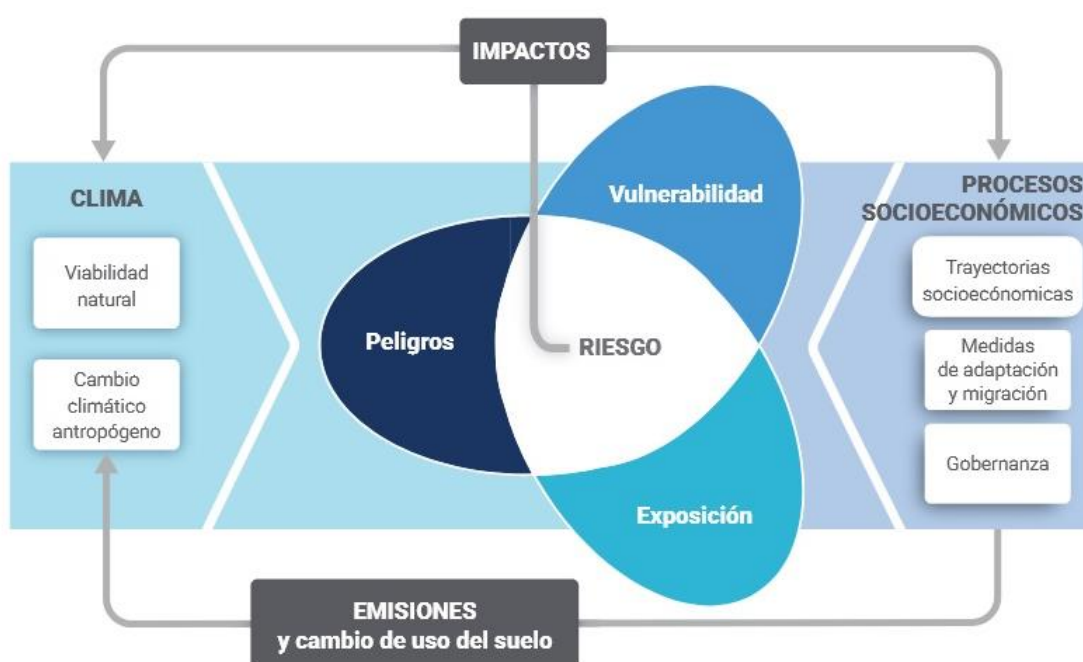 IMPACTOS
CLIMA
Viabilidad
natural
Cambio
climático
antropógeno
Peligros
Vulnerabilidad
RIESGO
Exposición
PROCESOS
SOCIOECONÓMICOS
Trayectorias
socioecónomicas
Medidas
de adaptación
y migración
Gobernanza
EMISIONES
y cambio de uso del suelo